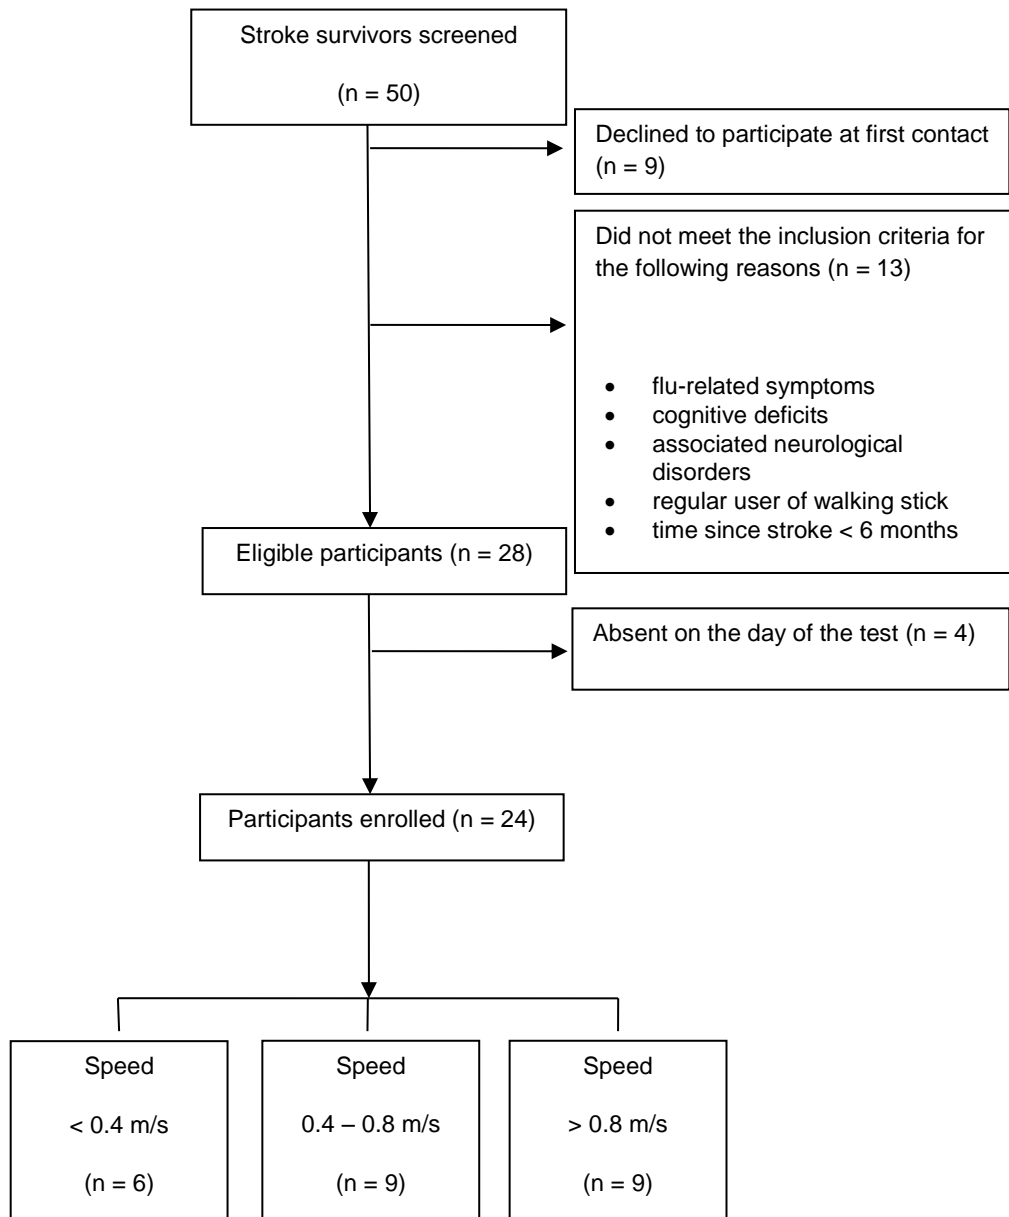 Stroke survivors screened
(n = 50)
Declined to participate at first contact
(n = 9)
Did not meet the inclusion criteria for
the following reasons (n = 13)
• flu-related symptoms
• cognitive deficits
• associated neurological
disorders
• regular user of walking stick
• time since stroke < 6 months
Eligible participants (n = 28)
Absent on the day of the test (n = 4)
Participants enrolled (n = 24)
Speed
< 0.4 m/s
(n = 6)
Speed
0.4 – 0.8 m/s
(n = 9)
Speed
> 0.8 m/s
(n = 9)